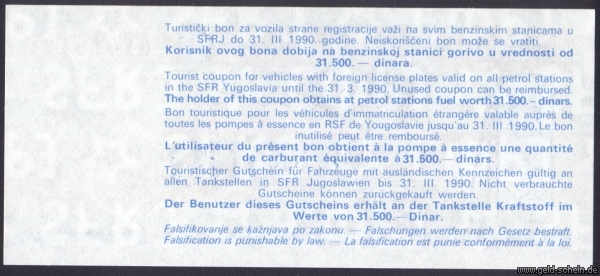 Turistički bon za vozila strane registracije važi na svim benzinskim stanicama u
SFRJ do 31. III 1990. godine. Neiskorišćeni bon može se vratiti.
Korisnik ovog bona dobija na benzinskoj stanici gorivo u vrednosti od
31.500.— dinara.
Tourist coupon for vehicles with foreign license plates valid on all petrol stations
in the SFR Yugoslavia until the 31. 3. 1990. Unused coupon can be reimbursed.
The holder of this coupon obtains at petrol stations fuel worth 31.500.— dinars.
Bon touristique pour les véhicules d'immatriculation étrangère valable auprès de
toutes les pompes à essence en RSF de Yougoslavie jusqu'au 31. III 1990. Le bon
inutilisé peut être remboursé.
L'utilisateur du présent bon obtient à la pompe à essence une quantité
de carburant équivalente à 31.500.— dinars.
Touristischer Gutschein für Fahrzeuge mit ausländischen Kennzeichen gültig an
allen Tankstellen in SFR Jugoslawien bis 31. III 1990. Nicht verbrauchte
Gutscheine können zurückgekauft werden.
Der Benutzer dieses Gutscheins erhält an der Tankstelle Kraftstoff im
Werte von 31.500.— Dinar.
Falsifikovanje se kažnjava po zakonu. — Falschungen werden nach Gesetz bestraft.
Falsification is punishable by law. — La falsification est punie conformément à la loi.
www.geld-schein.de